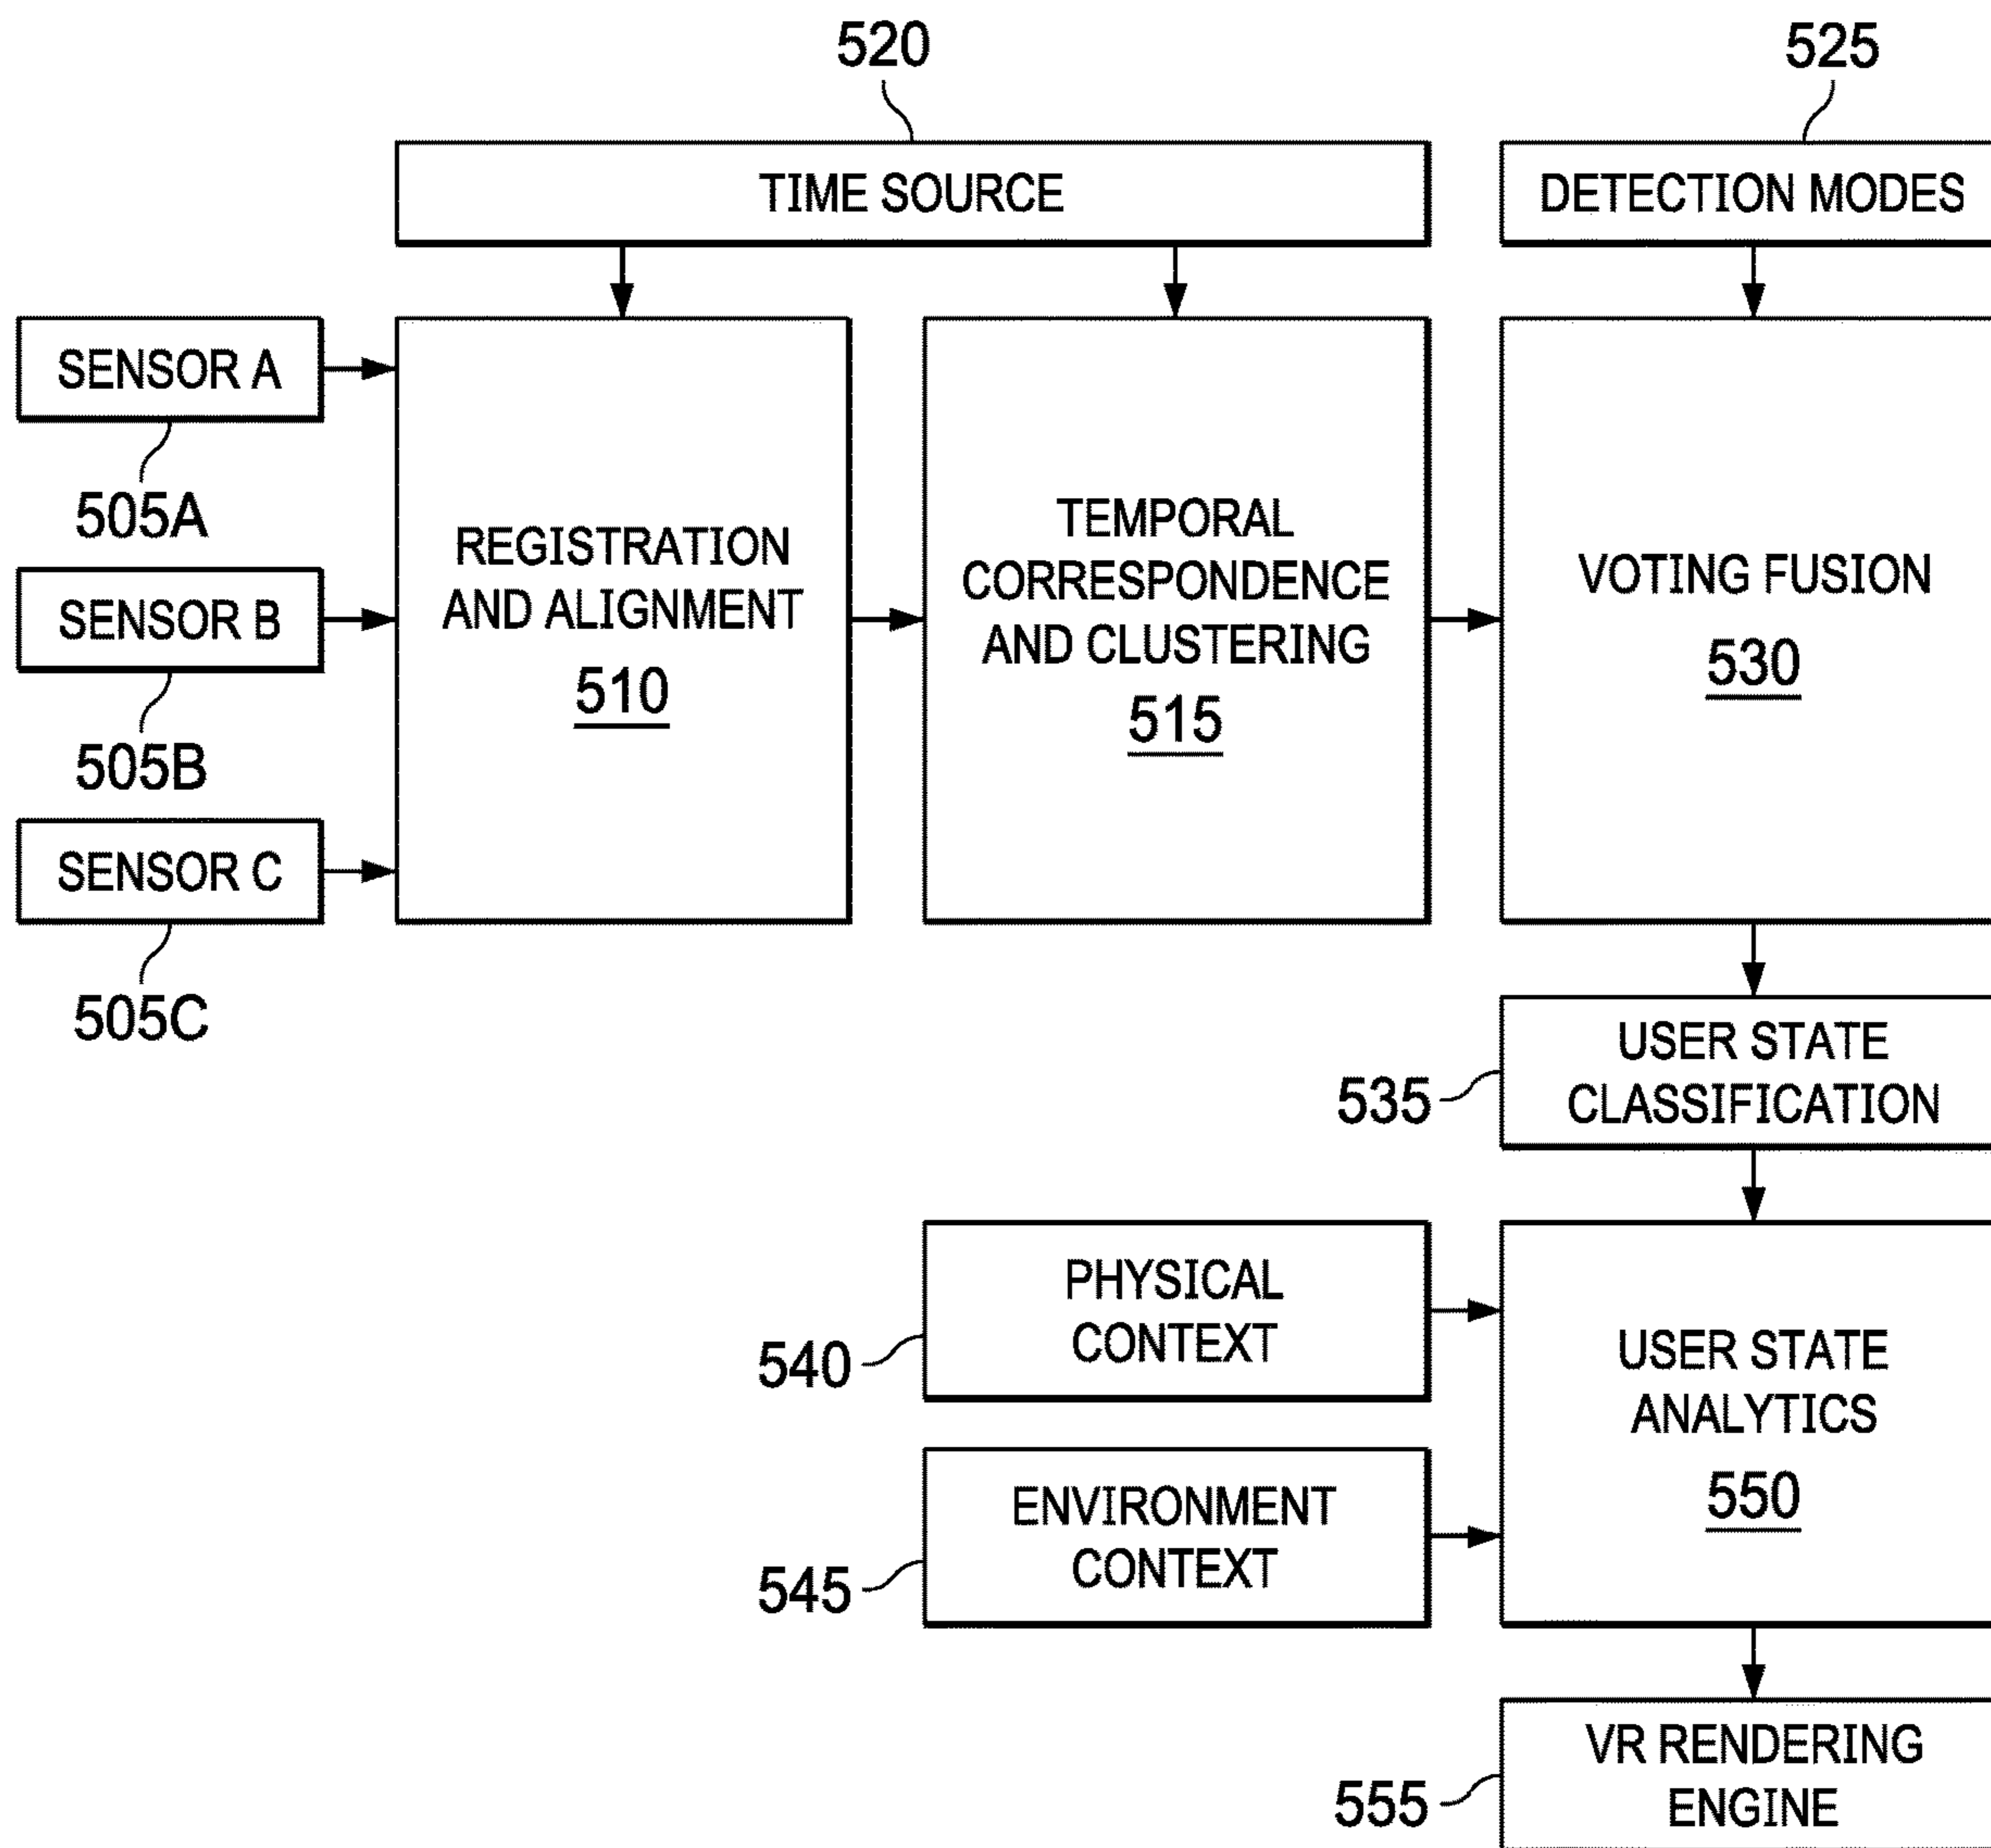 520
525
TIME SOURCE
DETECTION MODES
SENSOR A
505A
SENSOR B
505B
SENSOR C
505C
REGISTRATION
AND ALIGNMENT
510
TEMPORAL
CORRESPONDENCE
AND CLUSTERING
515
VOTING FUSION
530
USER STATE
CLASSIFICATION
535
PHYSICAL
CONTEXT
540
ENVIRONMENT
CONTEXT
545
USER STATE
ANALYTICS
550
VR RENDERING
ENGINE
555